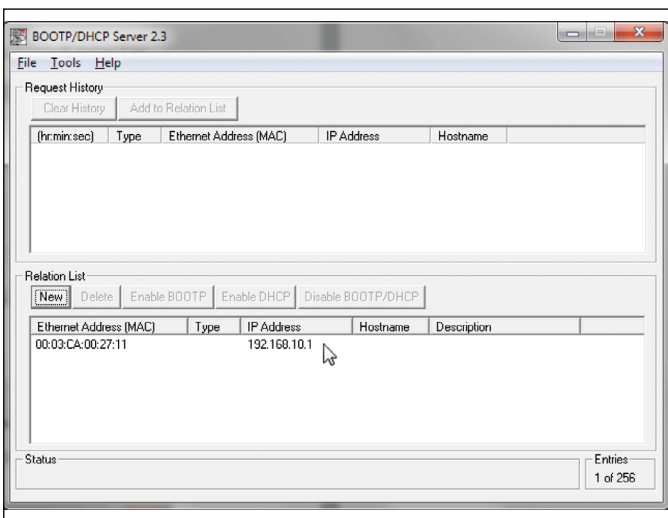 BOOTP/DHCP Server 2.3
File Tools Help
Request History
Clear History Add to Relation List
(hr:min:sec) Type Ethernet Address (MAC) IP Address Hostname
Relation List
New Delete Enable BOOTP Enable DHCP Disable BOOTP/DHCP
Ethernet Address (MAC) Type IP Address Hostname Description
00:03:CA:00:27:11 192.168.10.1
Status
Entries
1 of 256